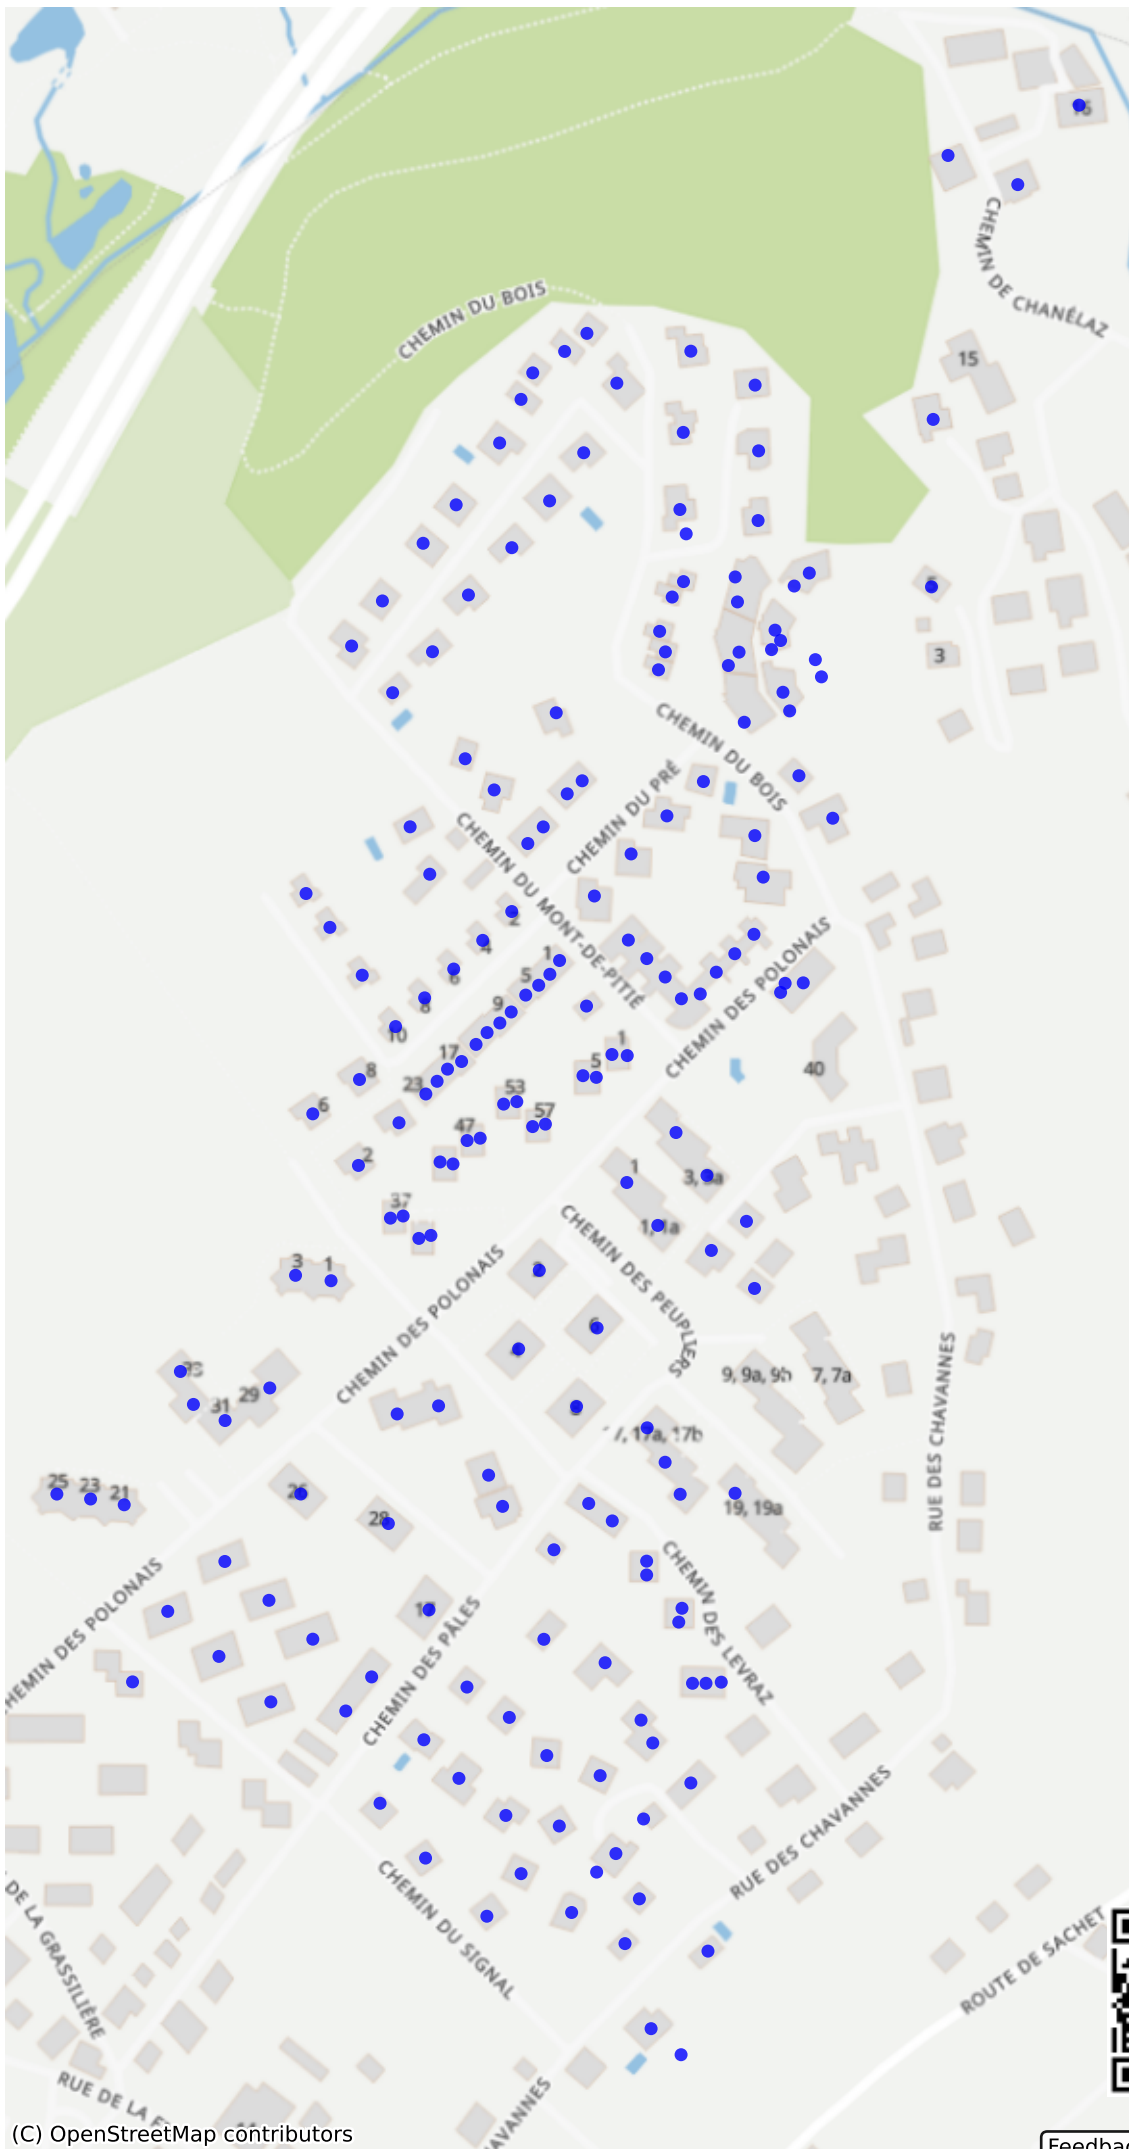 CHEMIN DE CHANÉLAZ
CHEMIN DU BOIS
15
3
CHEMIN DU BOIS
CHEMIN DU PRÉ
CHEMIN DU MONT-DE-PITIÉ
2
4
1
6
5
8
9
10
CHEMIN DES POLONAIS
1
17
8
5
40
23
53
6
57
47
2
1
3, 3a
37
1, 1a
CHEMIN DES PEUPLIERS
3
1
CHEMIN DES POLONAIS
6
9, 9a, 9b
7, 7a
29
31
RUE DES CHAVANNES
25
23
21
26
28
19, 19a
CHEMIN DES POLONAIS
CHEMIN DES LEVRAZ
CHEMIN DES PÂLES
RUE DES CHAVANNES
CHEMIN DU SIGNAL
DE LA GRASSILIÈRE
ROUTE DE SACHET
RUE DE LA
AVANNES
(C) OpenStreetMap contributors